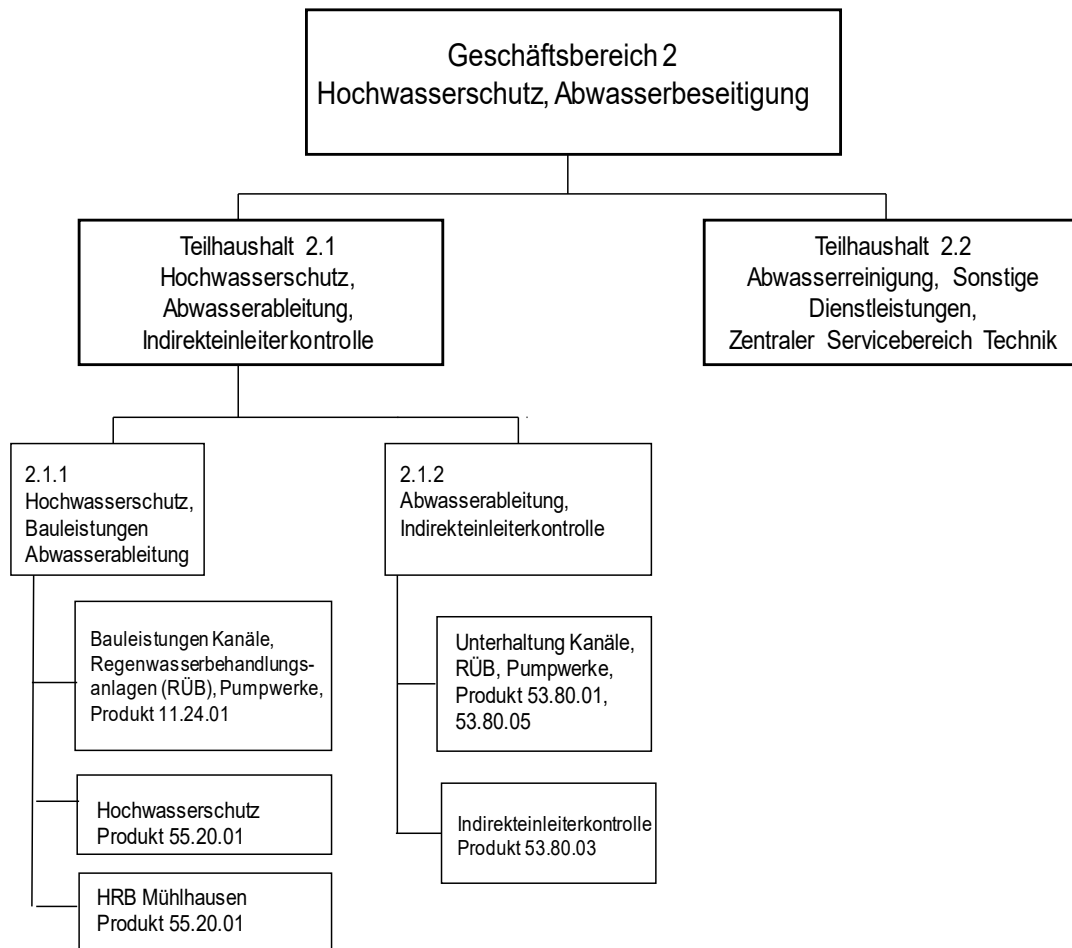 Geschäftsbereich 2
Hochwasserschutz, Abwasserbeseitigung
Teilhaushalt 2.1
Hochwasserschutz,
Abwasserableitung,
Indirekteinleiterkontrolle
Teilhaushalt 2.2
Abwasserreinigung, Sonstige
Dienstleistungen,
Zentraler Servicebereich Technik
2.1.1
Hochwasserschutz,
Bauleistungen
Abwasserableitung
2.1.2
Abwasserableitung,
Indirekteinleiterkontrolle
Bauleistungen Kanäle,
Regenwasserbehandlungs-
anlagen (RÜB), Pumpwerke,
Produkt 11.24.01
Unterhaltung Kanäle,
RÜB, Pumpwerke,
Produkt 53.80.01,
53.80.05
Hochwasserschutz
Produkt 55.20.01
Indirekteinleiterkontrolle
Produkt 53.80.03
HRB Mühlhausen
Produkt 55.20.01